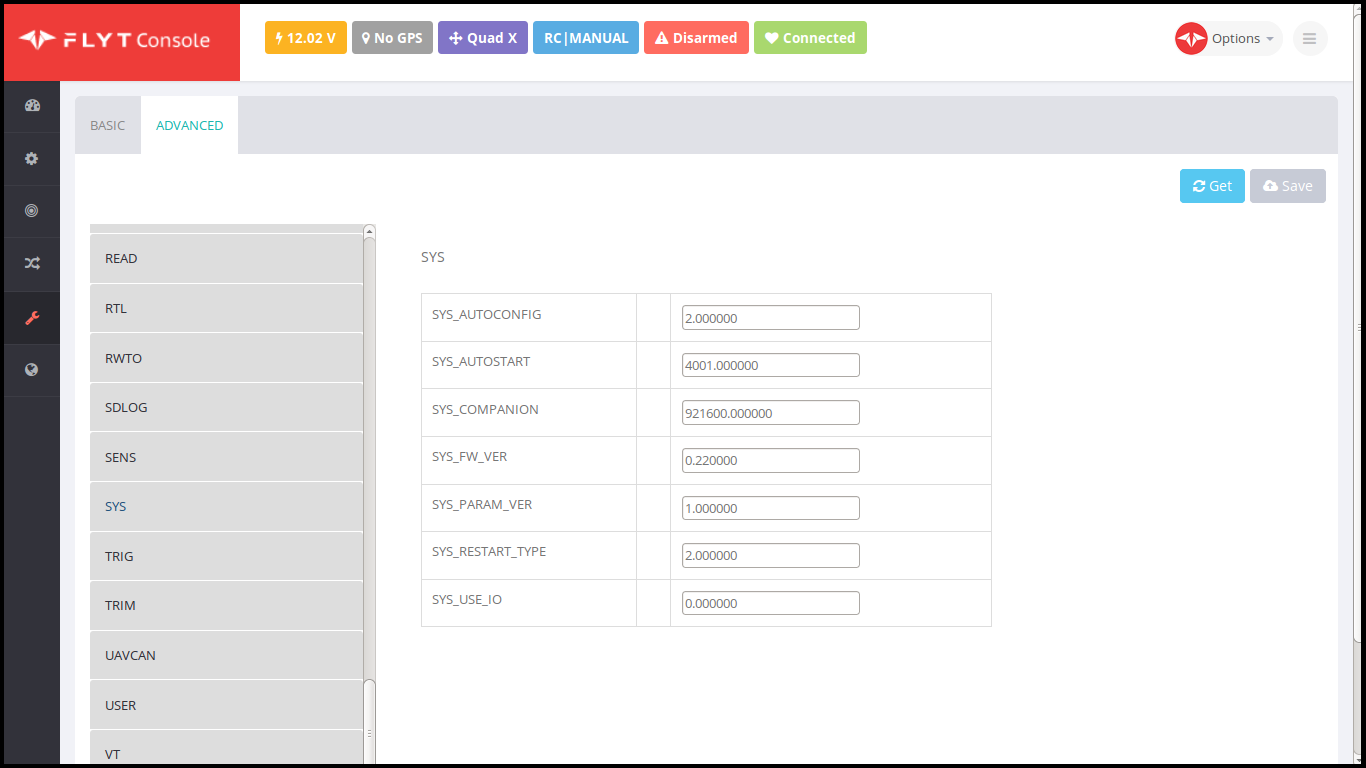 FLYT Console
12.02 V
No GPS
Quad X
RC|MANUAL
Disarmed
Connected
Options
BASIC
ADVANCED
Get
Save
READ
RTL
RWTO
SDLOG
SENS
SYS
TRIG
TRIM
UAVCAN
USER
VT
SYS
SYS_AUTOCONFIG 2.000000
SYS_AUTOSTART 4001.000000
SYS_COMPANION 921600.000000
SYS_FW_VER 0.220000
SYS_PARAM_VER 1.000000
SYS_RESTART_TYPE 2.000000
SYS_USE_IO 0.000000